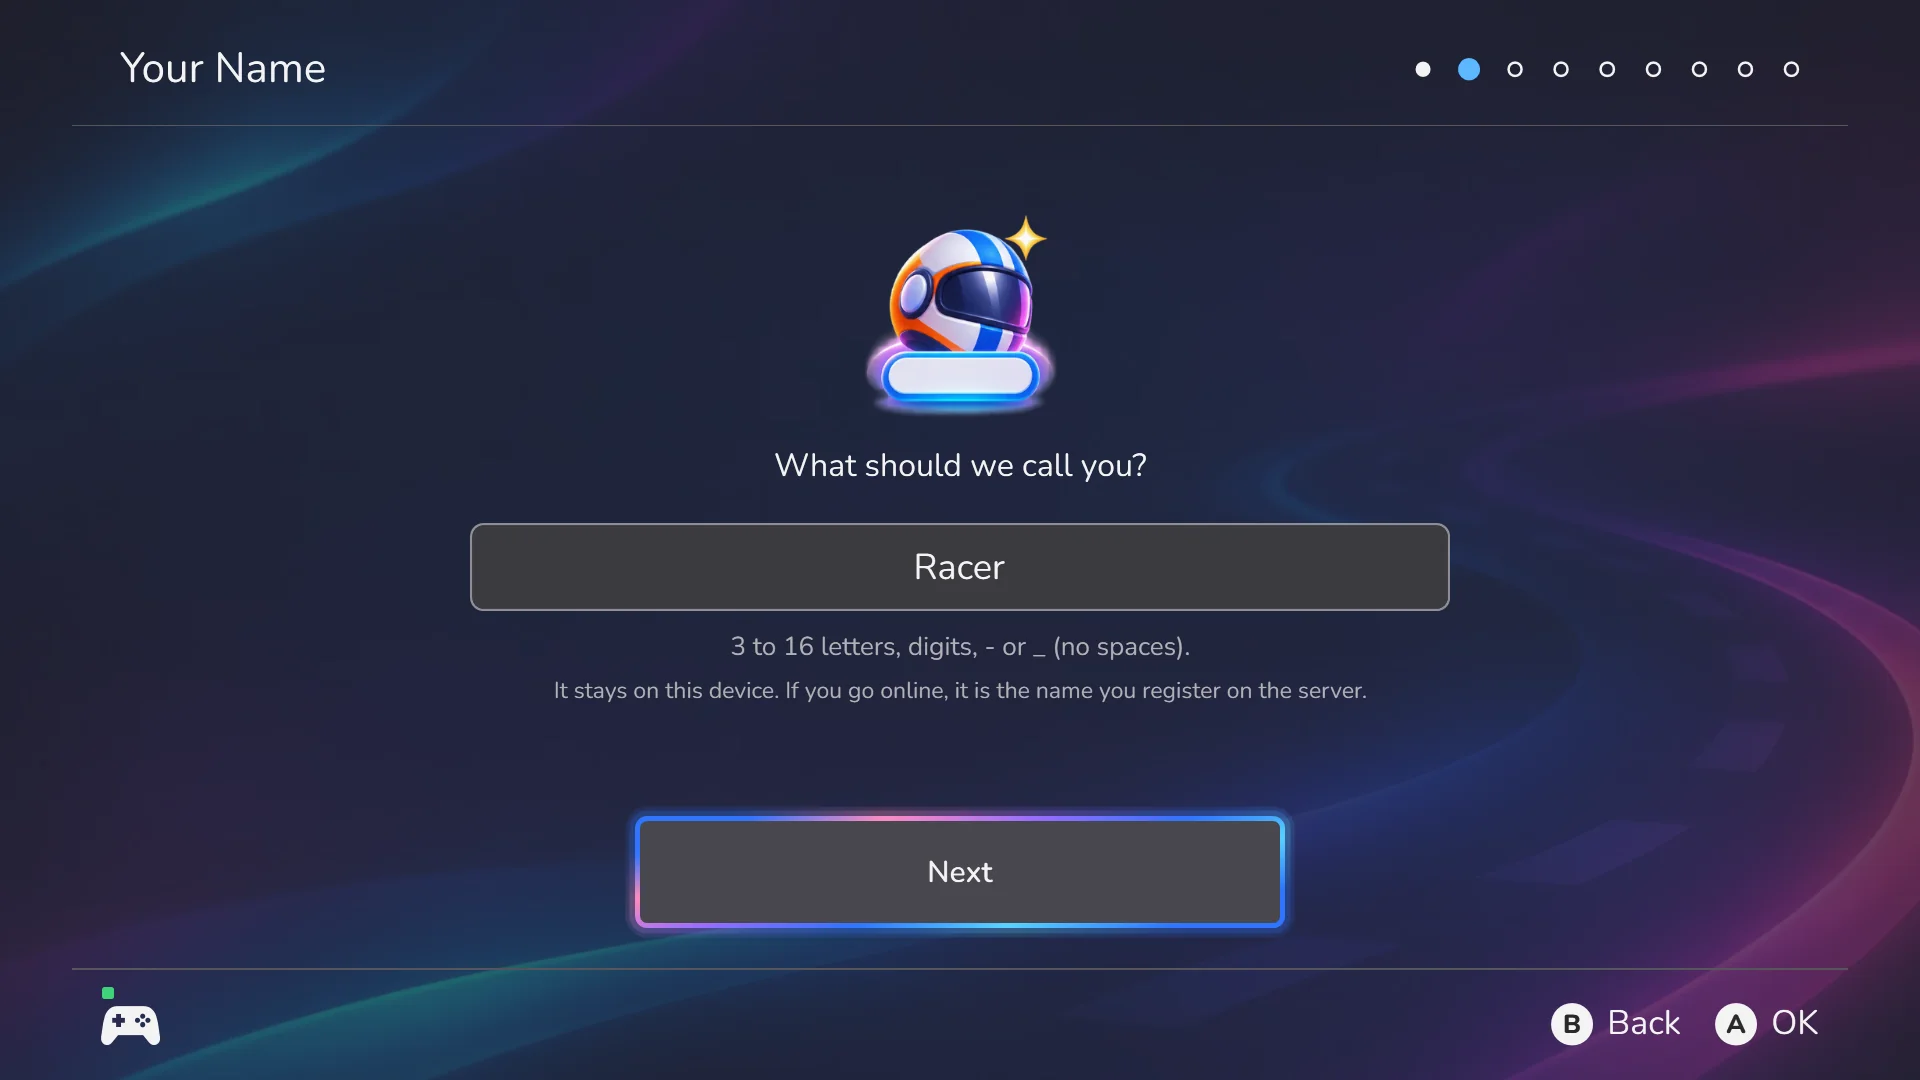 Your Name
What should we call you?
Racer
3 to 16 letters, digits, - or _ (no spaces).
It stays on this device. If you go online, it is the name you register on the server.
Next
B Back A OK